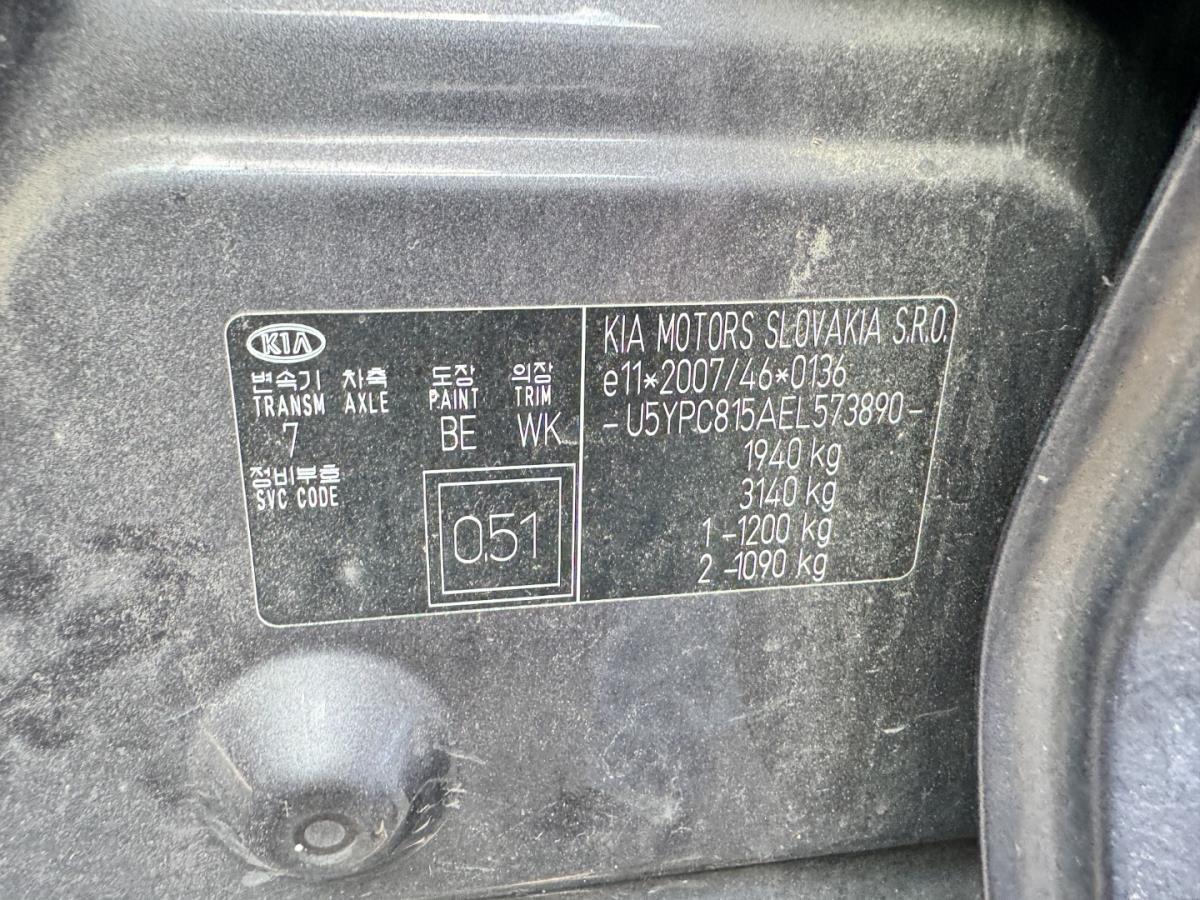 KIA
변속기 차축 도장 의장
TRANSM AXLE PAINT TRIM
7 BE WK
정비부호
SVC CODE
0.51
KIA MOTORS SLOVAKIA S.R.O.
e11*2007/46*0136
-U5YPC815AEL573890-
1940 kg
3140 kg
1 -1200 kg
2 -1090 kg